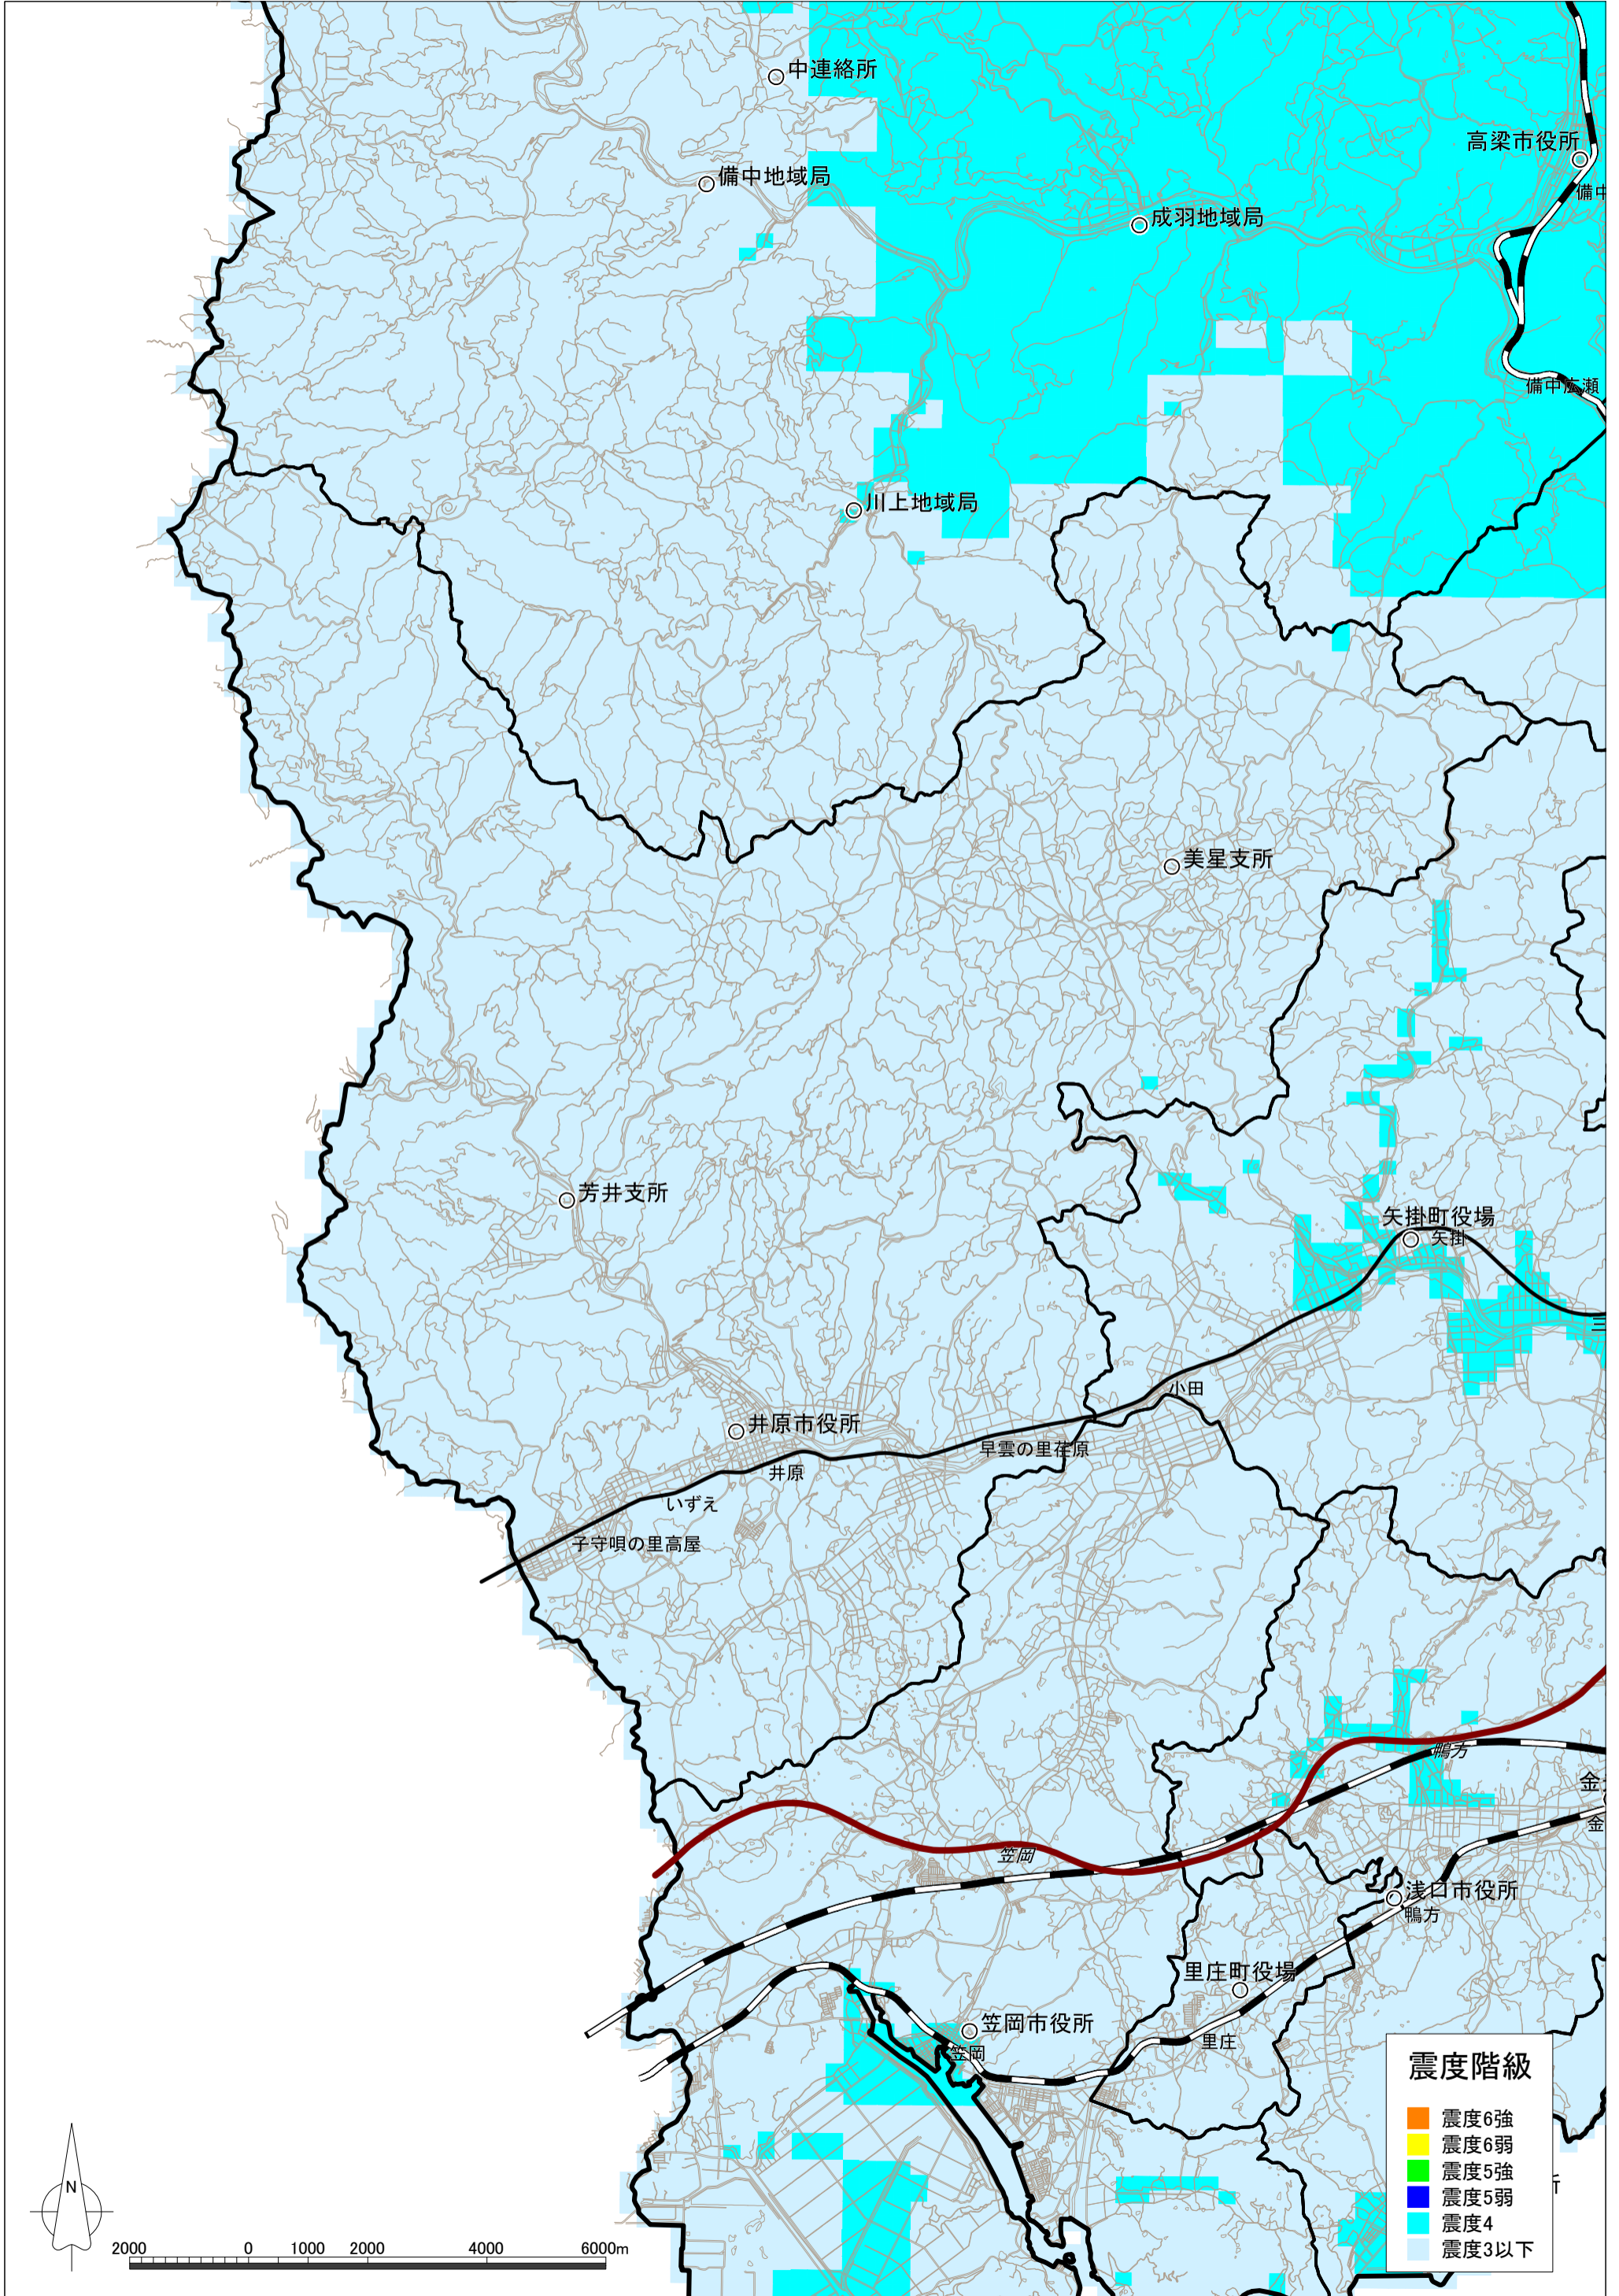 中連絡所
高梁市役所
備中地域局
備中
成羽地域局
備中広瀬
川上地域局
美星支所
芳井支所
矢掛町役場
矢掛
三
小田
井原市役所
早雲の里荏原
井原
いずえ
子守唄の里高屋
鴨方
金
金
笠岡
浅口市役所
鴨方
里庄町役場
笠岡市役所
里庄
笠岡
震度階級
震度6強
震度6弱
震度5強
震度5弱
震度4
震度3以下
所
N
2000 0 1000 2000 4000 6000m